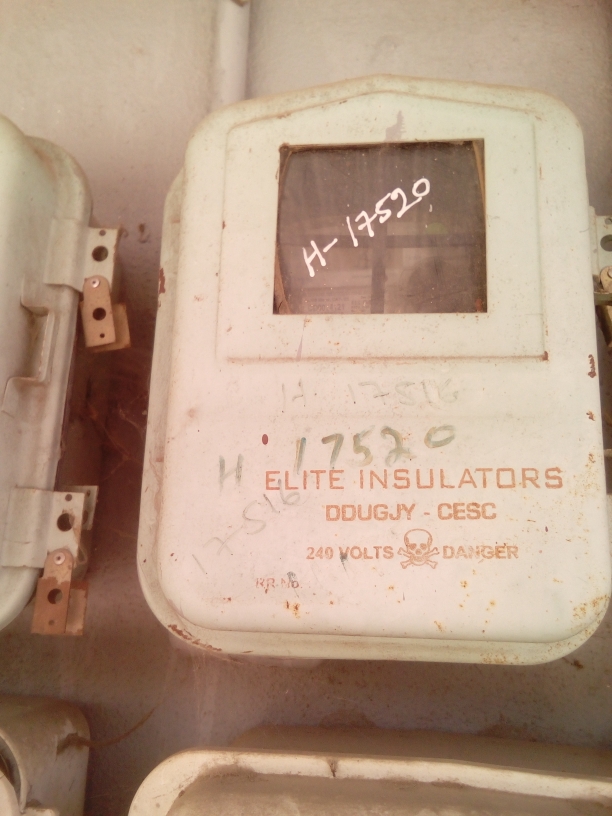 H-17520
H 17516
H 17520
ELITE INSULATORS
17516
DDUGJY - CESC
240 VOLTS DANGER
RR No.